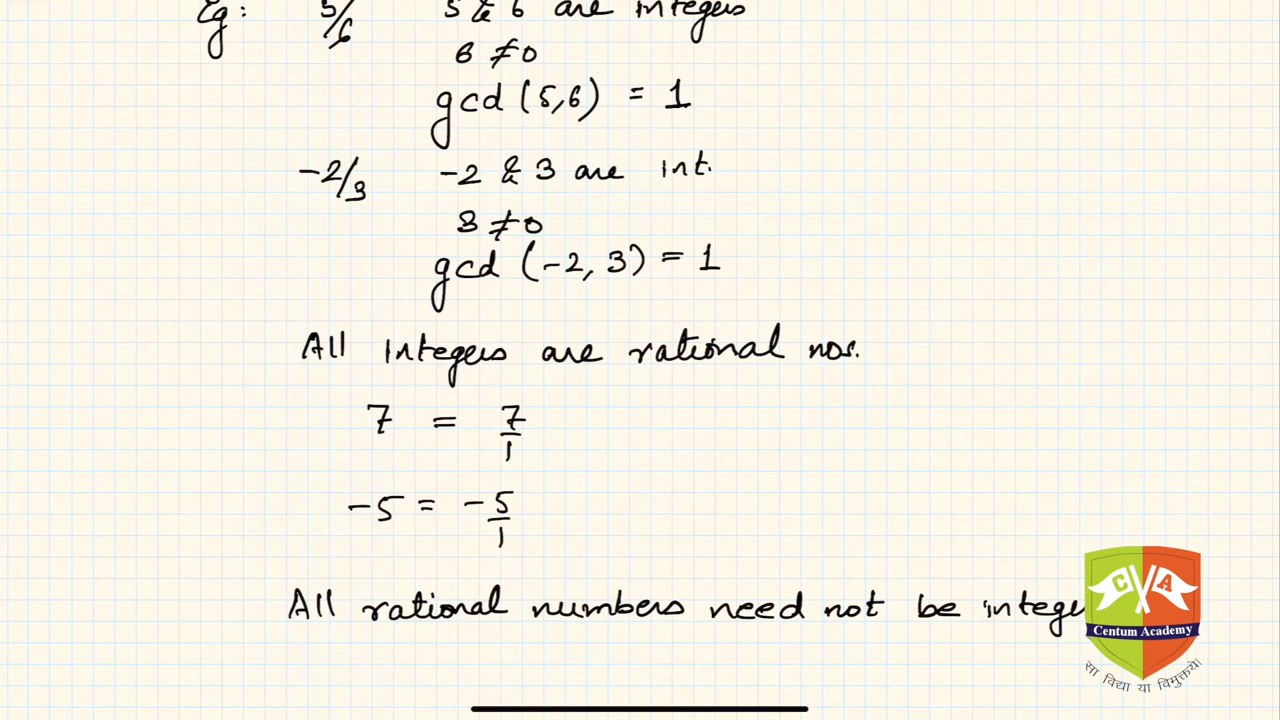 Eg: 5/6 5 & 6 are integers
6 ≠ 0
gcd (5,6) = 1
-2/3 -2 & 3 are int.
3 ≠ 0
gcd (-2, 3) = 1
All integers are rational nos.
7 = 7/1
-5 = -5/1
All rational numbers need not be
C A
Centum Academy
सा विद्या या विमुक्तये।